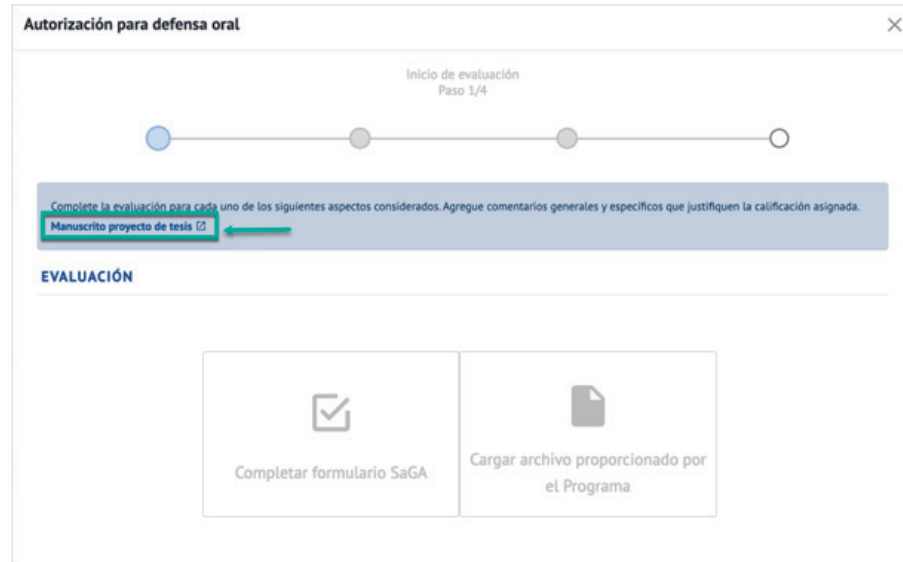 Autorización para defensa oral
Inicio de evaluación
Paso 1/4
Complete la evaluación para cada uno de los siguientes aspectos considerados. Agregue comentarios generales y específicos que justifiquen la calificación asignada.
Manuscrito proyecto de tesis
EVALUACIÓN
Completar formulario SaGA
Cargar archivo proporcionado por
el Programa